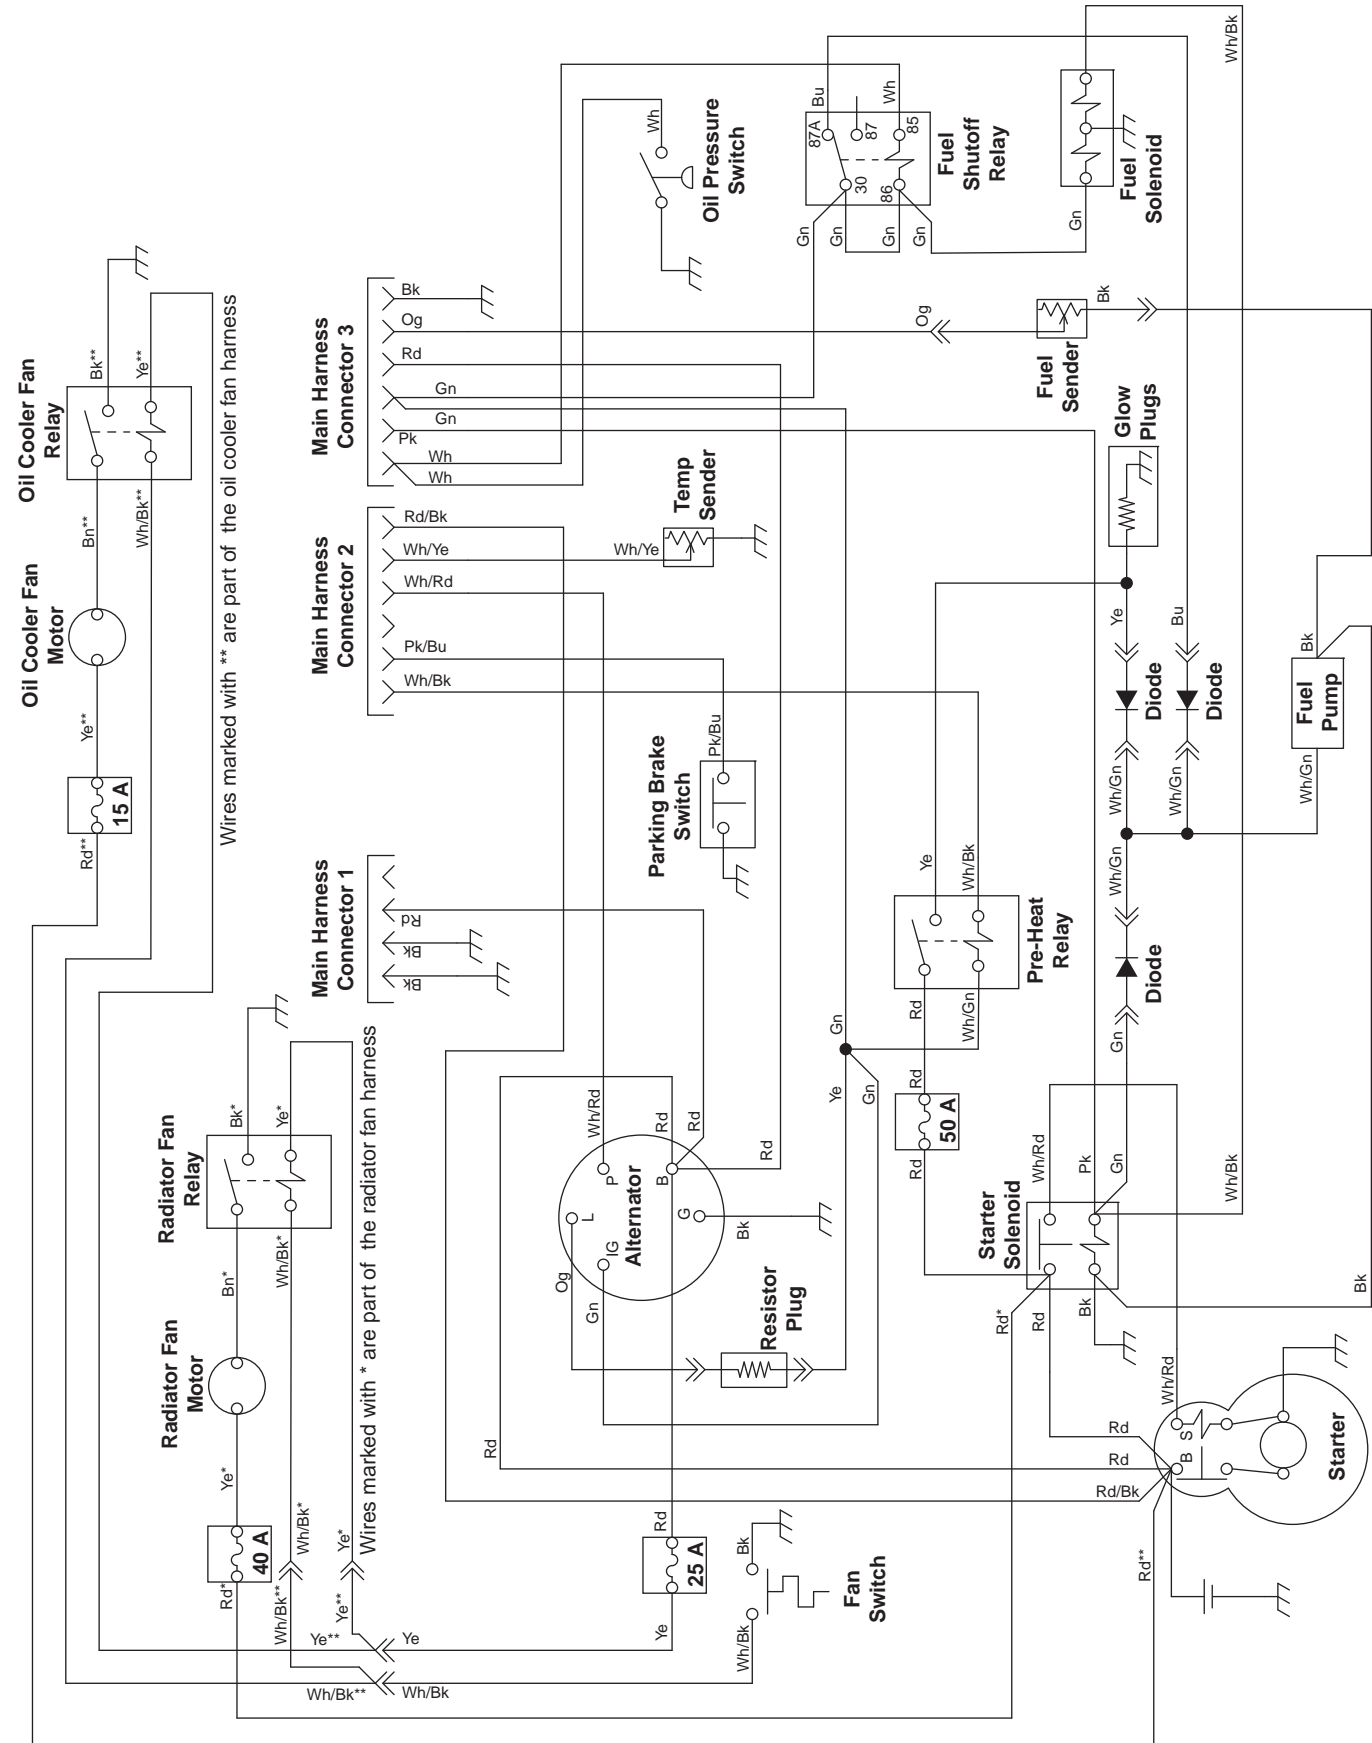 Oil Cooler Fan
Relay
Bk**
Ye**
Bn**
Wh/Bk**
Oil Cooler Fan
Motor
Ye**
15 A
Rd**
Wires marked with ** are part of the oil cooler fan harness
Radiator Fan
Relay
Bk*
Ye*
Bn*
Wh/Bk*
Radiator Fan
Motor
Ye*
40 A
Rd*
Wh/Bk*
Ye*
Wh/Bk**
Ye**
Wires marked with * are part of the radiator fan harness
Ye**
Ye
Wh/Bk**
Wh/Bk
Main Harness
Connector 3
Bk
Og
Rd
Gn
Gn
Pk
Wh
Wh
Main Harness
Connector 2
Rd/Bk
Wh/Ye
Wh/Rd
Pk/Bu
Wh/Bk
Main Harness
Connector 1
Rd
Bk
Bk
Wh
Oil Pressure
Switch
Bu
Wh
87A
87
85
30
86
Fuel
Shutoff
Relay
Gn
Gn
Gn
Gn
Fuel
Solenoid
Gn
Wh/Bk
Og
Bk
Fuel
Sender
Glow
Plugs
Wh/Ye
Temp
Sender
Pk/Bu
Parking Brake
Switch
Ye
Bu
Diode
Diode
Wh/Gn
Wh/Gn
Bk
Fuel
Pump
Wh/Gn
Wh/Gn
Diode
Gn
Ye
Wh/Bk
Pre-Heat
Relay
Rd
Wh/Gn
Gn
Ye
Gn
Rd
50 A
Rd
Wh/Rd
Rd
Rd
Rd
P
B
L
IG
G
Alternator
Og
Gn
Bk
Resistor
Plug
Wh/Rd
Pk
Gn
Wh/Bk
Starter
Solenoid
Rd*
Rd
Bk
Bk
Wh/Rd
Rd
Rd
Rd
Rd/Bk
S
B
Starter
Rd**
Rd
25 A
Ye
Bk
Wh/Bk
Fan
Switch